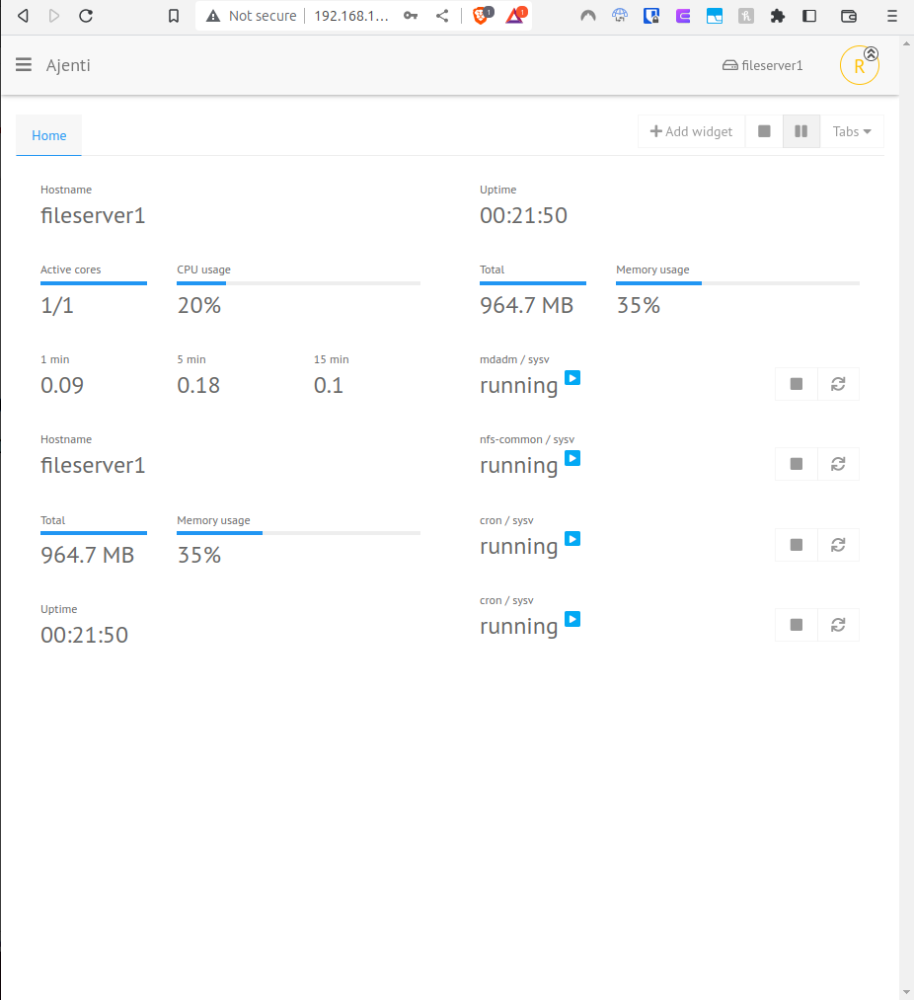 Not secure 192.168.1...
1 1
Ajenti
fileserver1
R
Home
Add widget
Tabs
Hostname
fileserver1
Uptime
00:21:50
Active cores
1/1
CPU usage
20%
Total
964.7 MB
Memory usage
35%
1 min
0.09
5 min
0.18
15 min
0.1
mdadm / sysv
running
Hostname
fileserver1
nfs-common / sysv
running
Total
964.7 MB
Memory usage
35%
cron / sysv
running
Uptime
00:21:50
cron / sysv
running